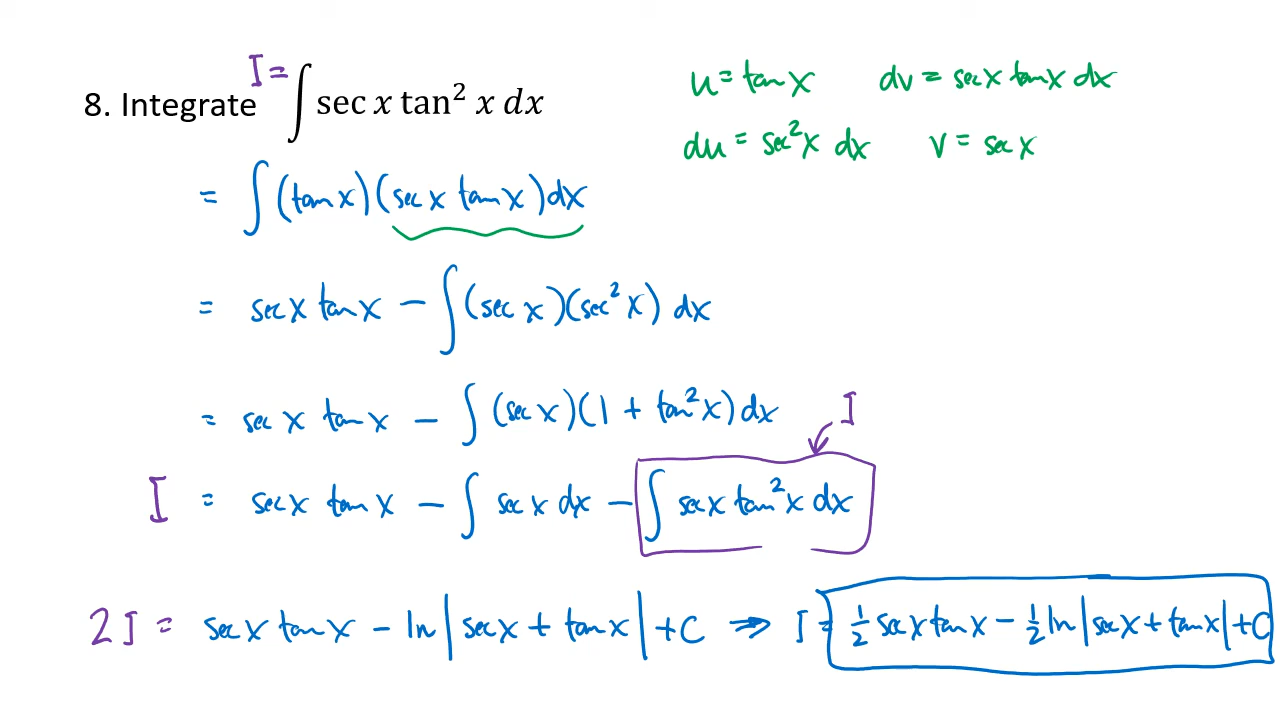 I =
8. Integrate ∫ sec x tan² x dx
u = tan x    dv = sec x tan x dx
du = sec² x dx    v = sec x
= ∫ (tan x)(sec x tan x) dx
= sec x tan x − ∫ (sec x)(sec² x) dx
= sec x tan x − ∫ (sec x)(1 + tan² x) dx
I
I = sec x tan x − ∫ sec x dx − ∫ sec x tan² x dx
2I = sec x tan x − ln |sec x + tan x| + C ⇒ I = ½ sec x tan x − ½ ln |sec x + tan x| + C